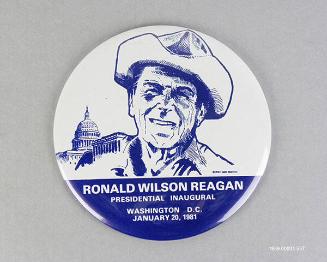 RONALD WILSON REAGAN
PRESIDENTIAL INAUGURAL
WASHINGTON D.C.
JANUARY 20, 1981